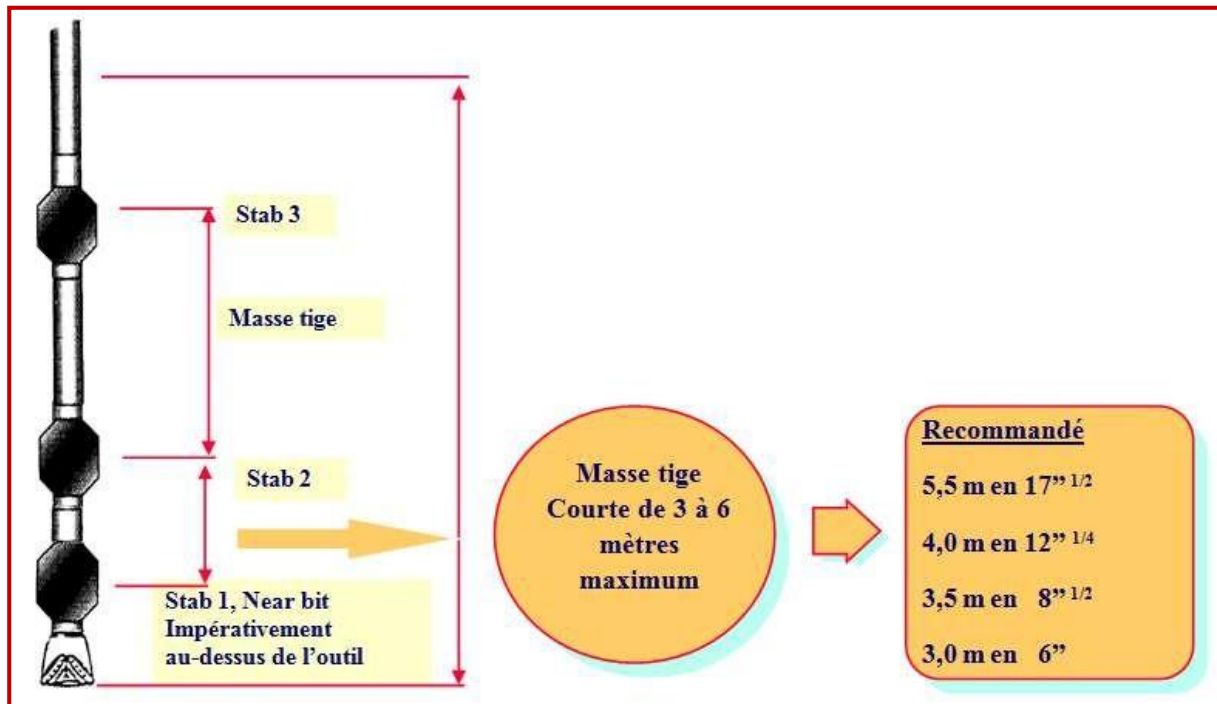 Stab 3
Masse tige
Stab 2
Stab 1, Near bit
Impérativement
au-dessus de l'outil
Masse tige
Courte de 3 à 6
mètres
maximum
Recommandé
5,5 m en 17” 1/2
4,0 m en 12” 1/4
3,5 m en 8” 1/2
3,0 m en 6”